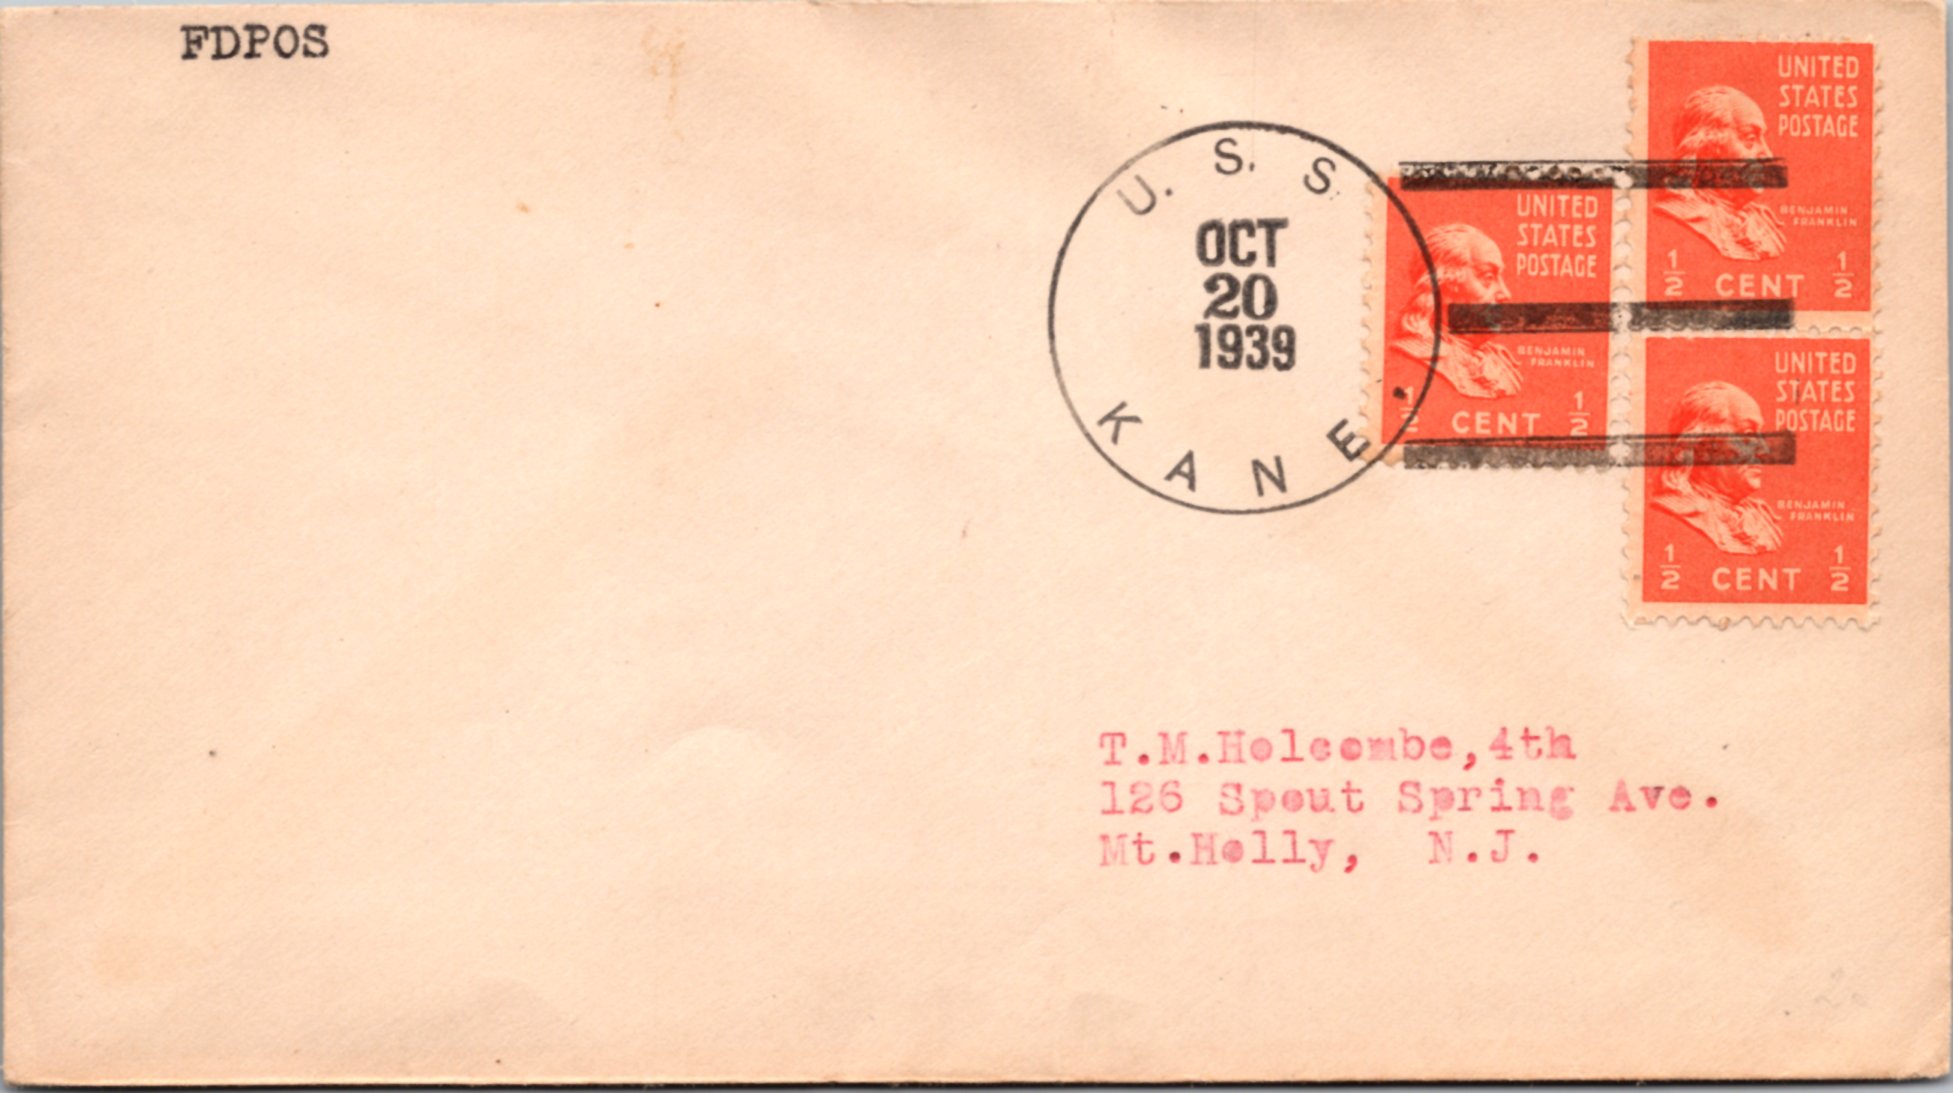 FDPOS
U. S. S.
OCT
20
1939
KANE.
UNITED
STATES
POSTAGE
BENJAMIN
FRANKLIN
1/2 CENT 1/2
UNITED
STATES
POSTAGE
BENJAMIN
FRANKLIN
1/2 CENT 1/2
UNITED
STATES
POSTAGE
BENJAMIN
FRANKLIN
1/2 CENT 1/2
T.M.Holcombe,4th
126 Spout Spring Ave.
Mt.Holly, N.J.